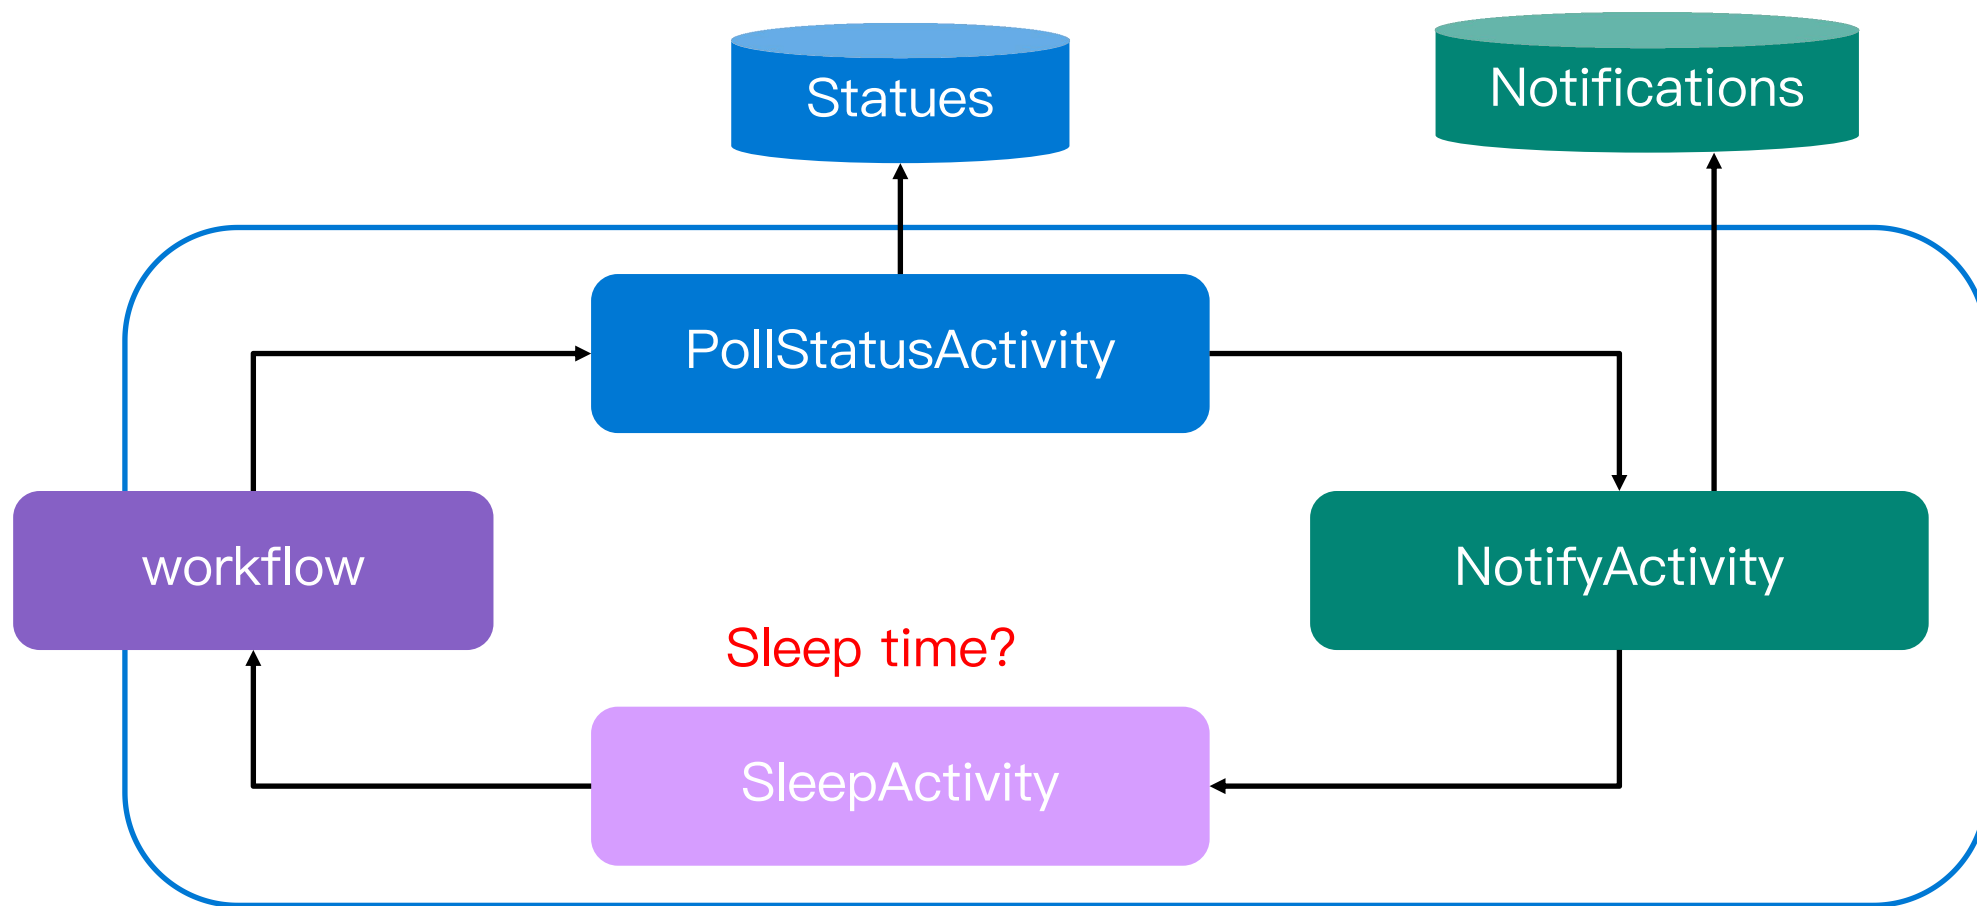 Statues
Notifications
PollStatusActivity
workflow
NotifyActivity
Sleep time?
SleepActivity